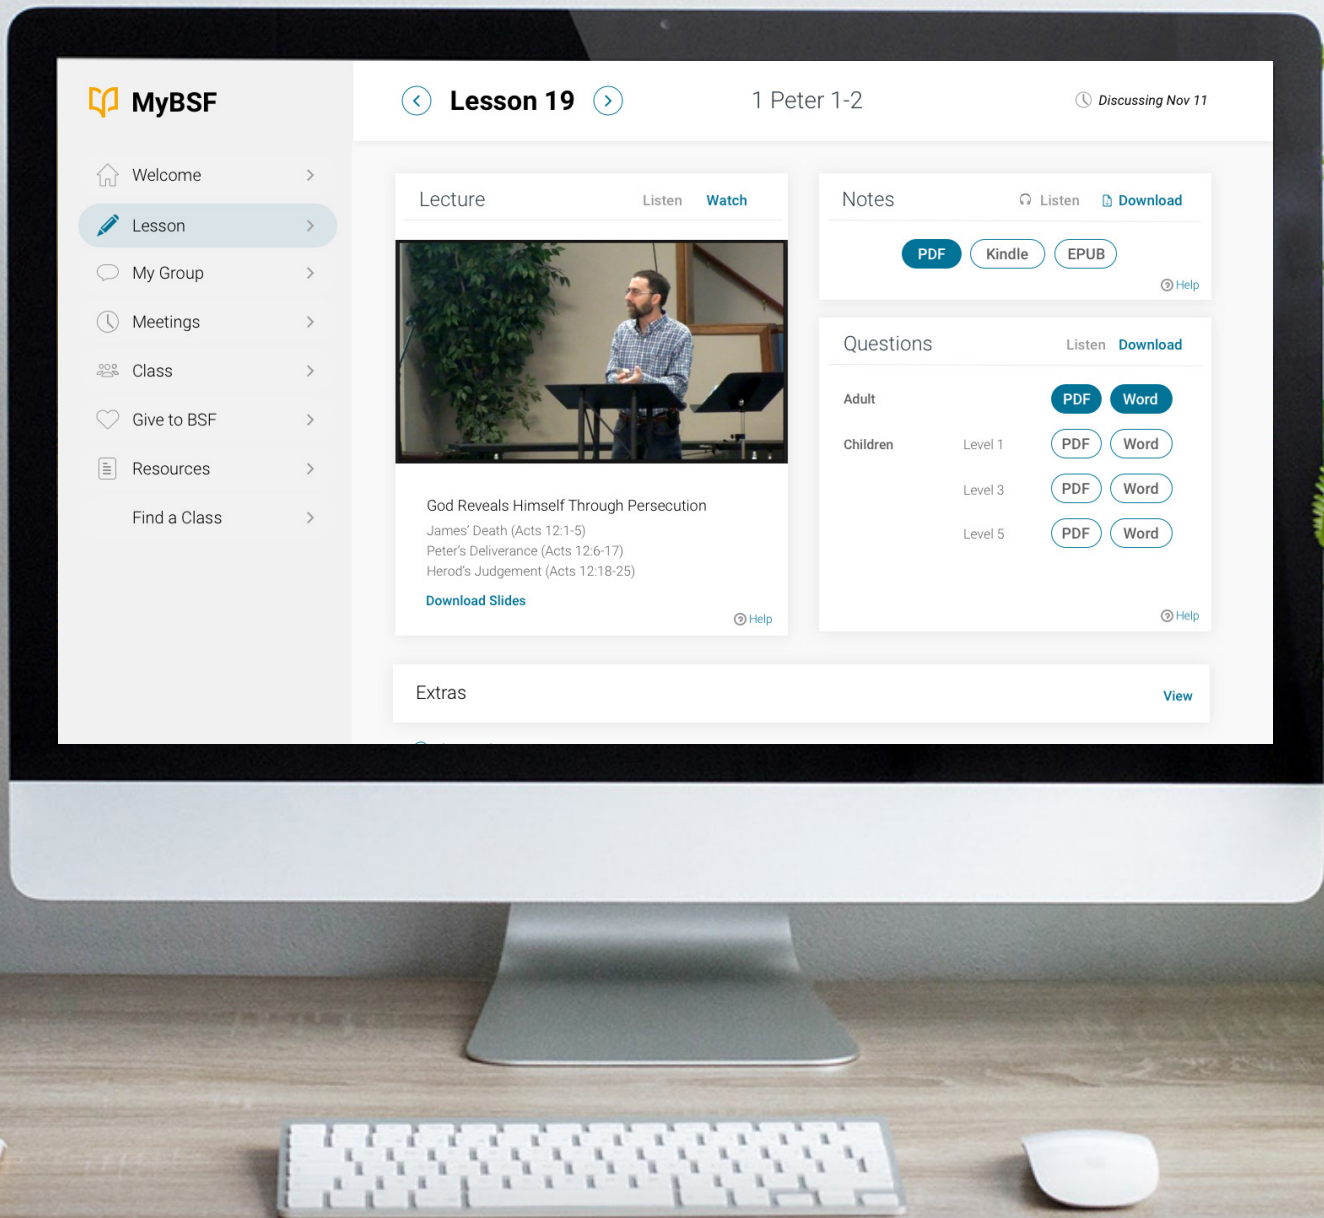 MyBSF
Welcome
Lesson
My Group
Meetings
Class
Give to BSF
Resources
Find a Class
Lesson 19
1 Peter 1-2
Discussing Nov 11
Lecture
Listen Watch
God Reveals Himself Through Persecution
James' Death (Acts 12:1-5)
Peter's Deliverance (Acts 12:6-17)
Herod's Judgement (Acts 12:18-25)
Download Slides
Help
Notes
Listen Download
PDF Kindle EPUB
Help
Questions
Listen Download
Adult PDF Word
Children Level 1 PDF Word
Level 3 PDF Word
Level 5 PDF Word
Help
Extras
View